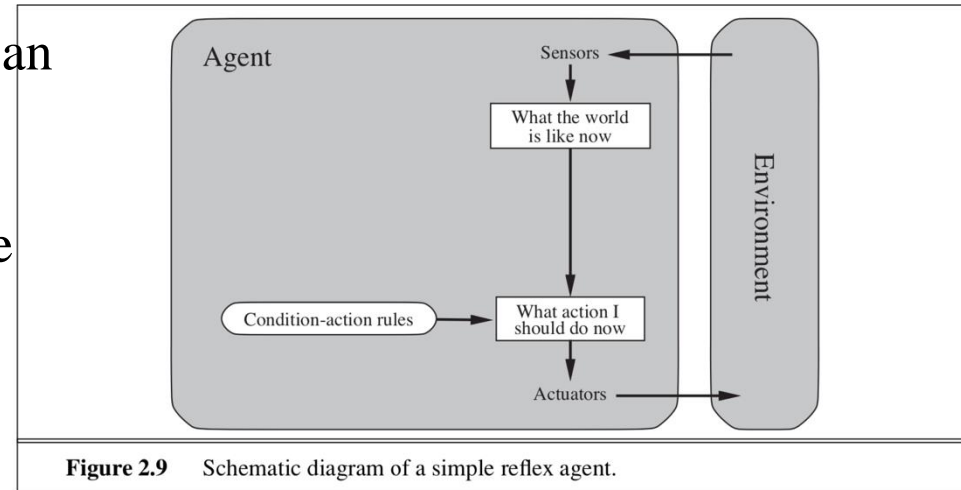 an
e
Agent
Sensors
What the world
is like now
Environment
Condition-action rules
What action I
should do now
Actuators
Figure 2.9 Schematic diagram of a simple reflex agent.